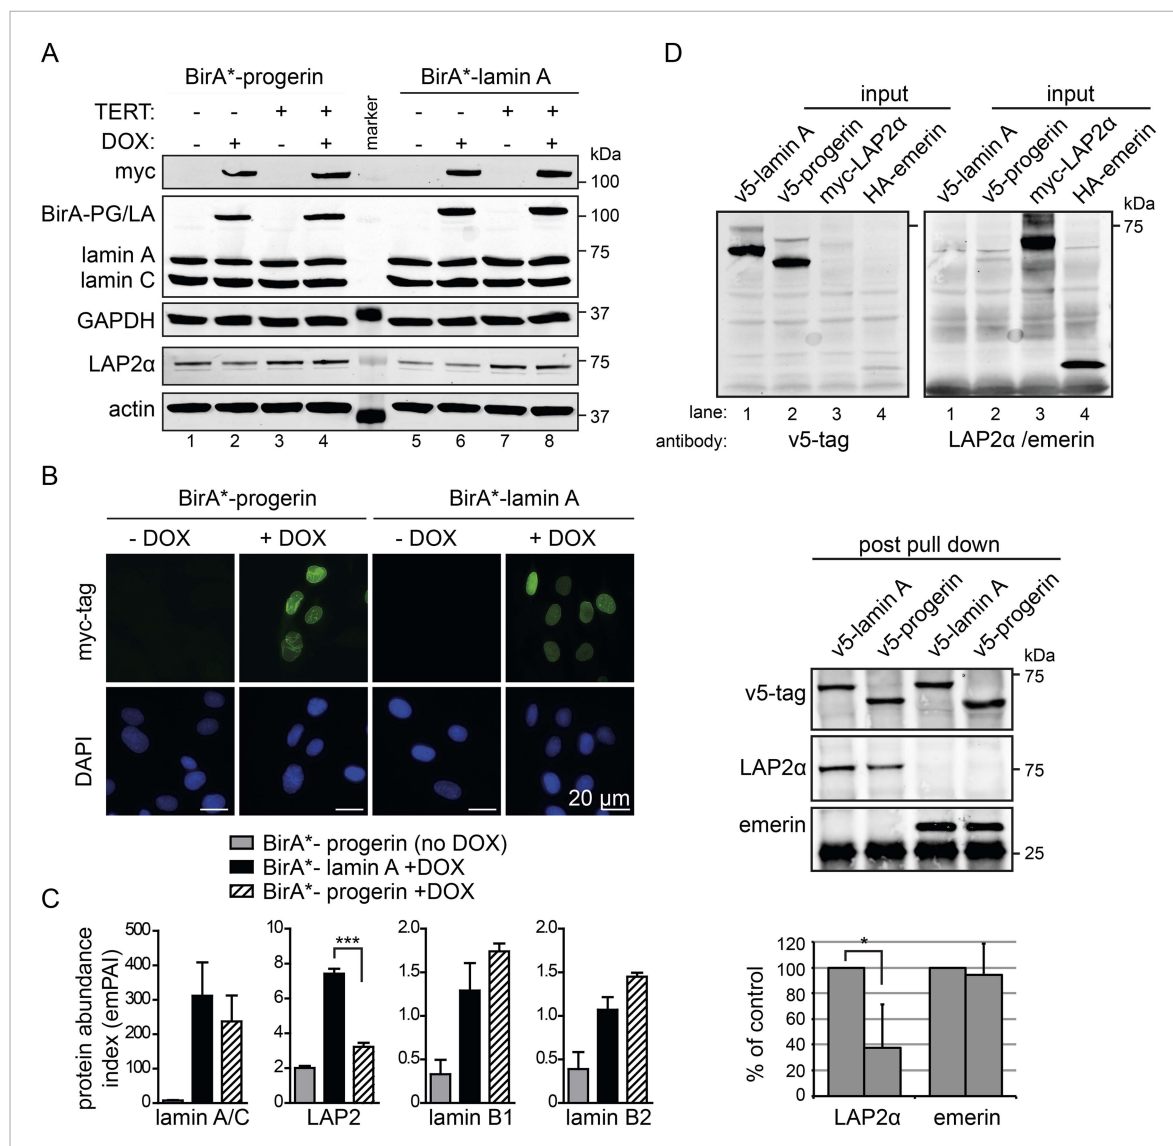 A
BirA*-progerin BirA*-lamin A
TERT: - - + + marker - - + +
DOX: - + - + - + - +
kDa
myc
100
BirA-PG/LA
100
lamin A
75
lamin C
GAPDH
37
LAP2α
75
actin
37
1 2 3 4 5 6 7 8
B
BirA*-progerin BirA*-lamin A
- DOX + DOX - DOX + DOX
myc-tag
DAPI
20 µm
BirA*- progerin (no DOX)
BirA*- lamin A +DOX
BirA*- progerin +DOX
C
protein abundance
index (emPAI)
500
400
300
200
100
0
lamin A/C
10
8
6
4
2
0
***
LAP2
2.0
1.5
1.0
0.5
0.0
lamin B1
2.0
1.5
1.0
0.5
0.0
lamin B2
D
input input
v5-lamin A v5-progerin myc-LAP2α HA-emerin v5-lamin A v5-progerin myc-LAP2α HA-emerin
kDa
75
lane: 1 2 3 4 1 2 3 4
antibody: v5-tag LAP2α /emerin
post pull down
v5-lamin A v5-progerin v5-lamin A v5-progerin
kDa
v5-tag
75
LAP2α
75
emerin
25
% of control
120
100
80
60
40
20
0
*
LAP2α emerin